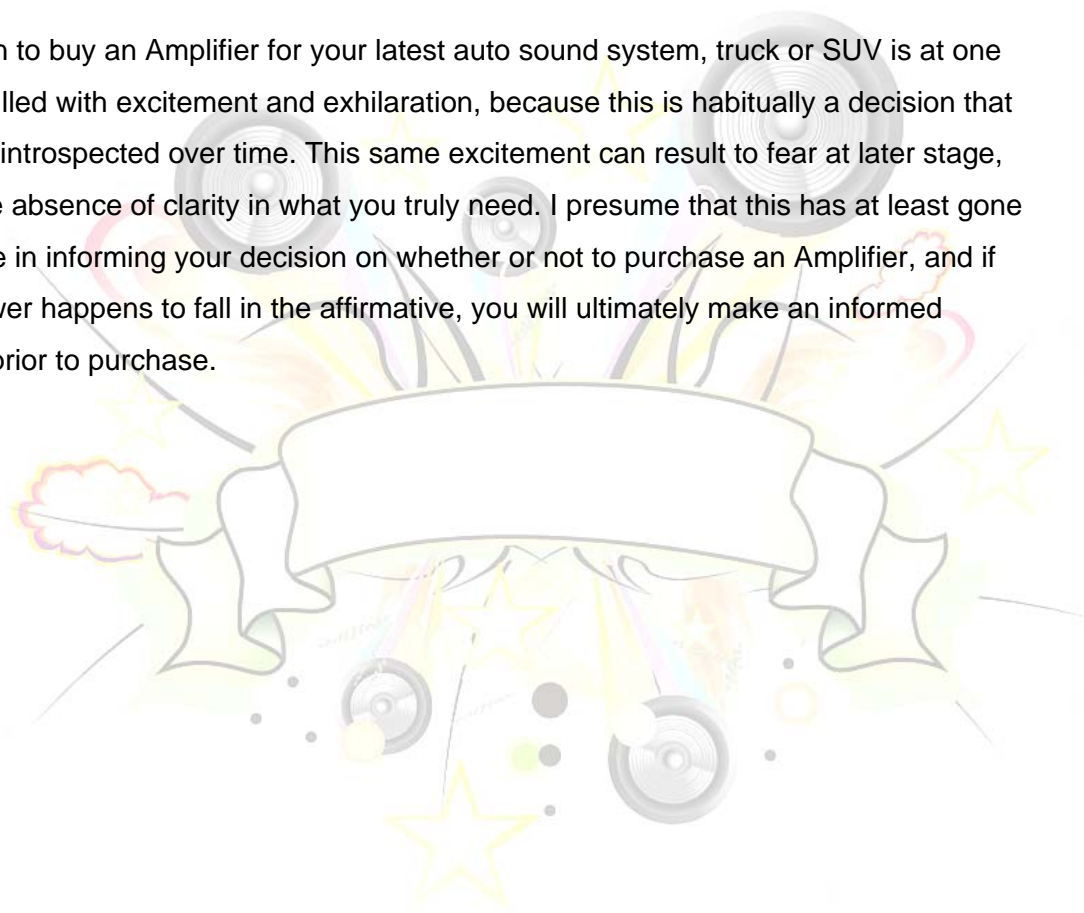 n to buy an Amplifier for your latest auto sound system, truck or SUV is at one
lled with excitement and exhilaration, because this is habitually a decision that
introspected over time. This same excitement can result to fear at later stage,
e absence of clarity in what you truly need. I presume that this has at least gone
e in informing your decision on whether or not to purchase an Amplifier, and if
wer happens to fall in the affirmative, you will ultimately make an informed
prior to purchase.